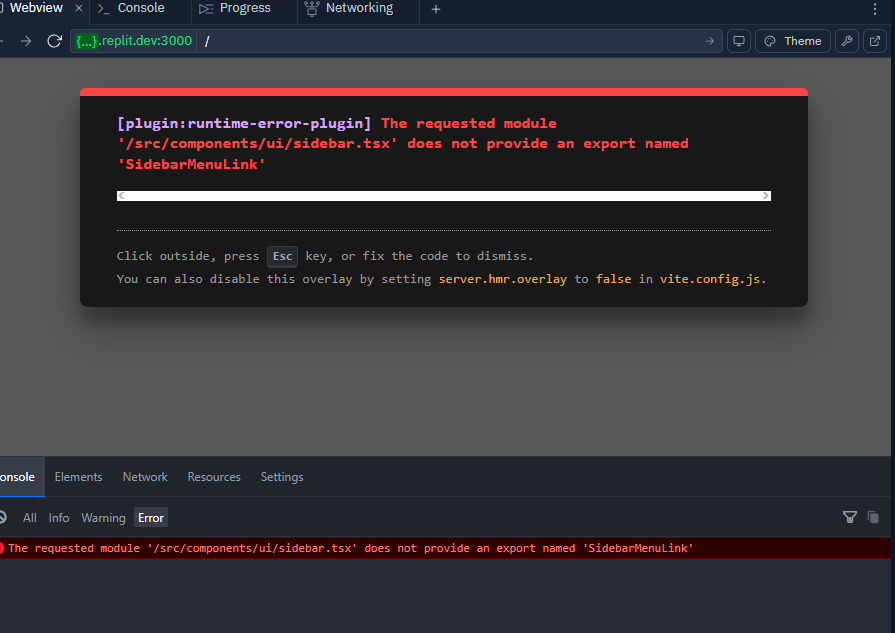 Webview × Console Progress Networking +
{...}.replit.dev:3000 / Theme
[plugin:runtime-error-plugin] The requested module
'/src/components/ui/sidebar.tsx' does not provide an export named
'SidebarMenuLink'
Click outside, press Esc key, or fix the code to dismiss.
You can also disable this overlay by setting server.hmr.overlay to false in vite.config.js.
onsole Elements Network Resources Settings
All Info Warning Error
The requested module '/src/components/ui/sidebar.tsx' does not provide an export named 'SidebarMenuLink'